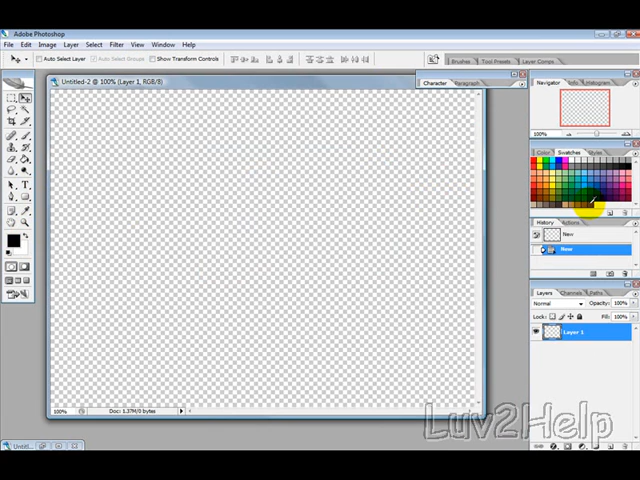 Adobe Photoshop
File Edit Image Layer Select Filter View Window Help
Auto Select Layer Auto Select Groups Show Transform Controls
Brushes Tool Presets Layer Comps
Untitled-2 @ 100% (Layer 1, RGB/8)
Character Paragraph
Navigator Info Histogram
100%
Color Swatches Styles
History Actions
New
New
Layers Channels Paths
Normal Opacity: 100%
Lock: Fill: 100%
Layer 1
100% Doc: 1.37M/0 bytes
Luv2Help
Untitl...